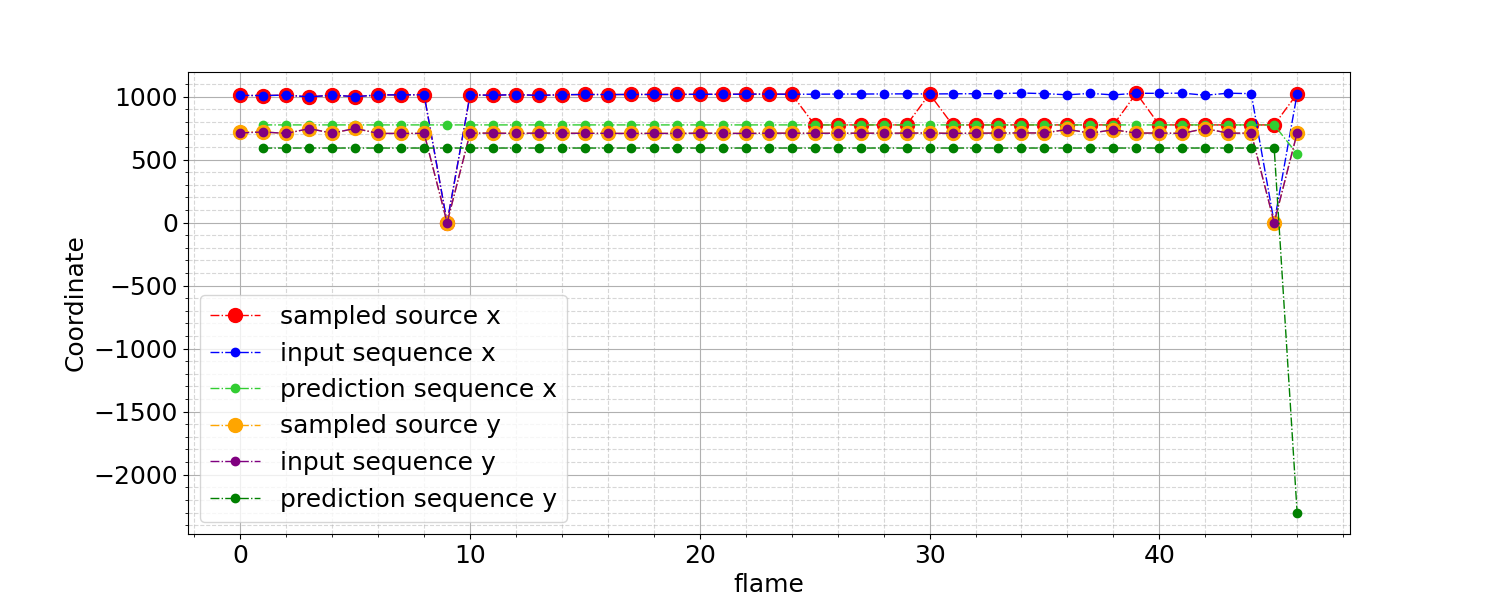 1000
500
0
−500
−1000
−1500
−2000
Coordinate
sampled source x
input sequence x
prediction sequence x
sampled source y
input sequence y
prediction sequence y
0 10 20 30 40
flame